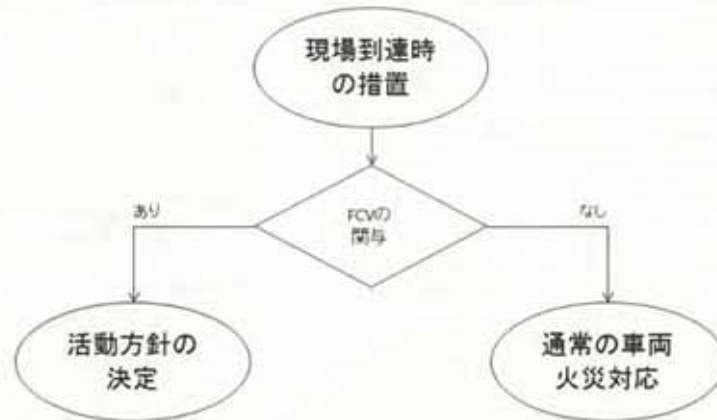 現場到達時
の措置
FCVの
関与
あり
なし
活動方針の
決定
通常の車両
火災対応